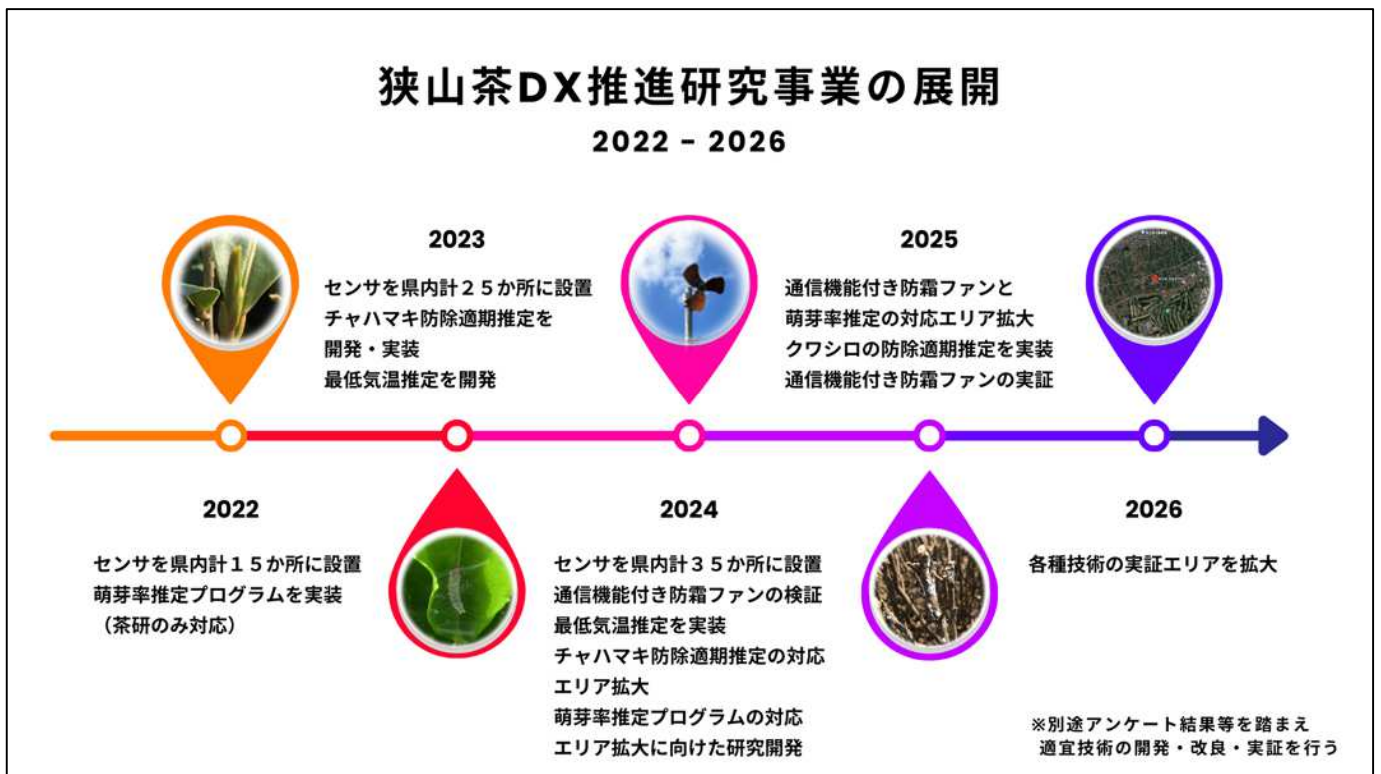 狭山茶DX推進研究事業の展開
2022 - 2026
2022
センサを県内計１５か所に設置
萌芽率推定プログラムを実装
（茶研のみ対応）
2023
センサを県内計２５か所に設置
チャハマキ防除適期推定を
開発・実装
最低気温推定を開発
2024
センサを県内計３５か所に設置
通信機能付き防霜ファンの検証
最低気温推定を実装
チャハマキ防除適期推定の対応
エリア拡大
萌芽率推定プログラムの対応
エリア拡大に向けた研究開発
2025
通信機能付き防霜ファンと
萌芽率推定の対応エリア拡大
クワシロの防除適期推定を実装
通信機能付き防霜ファンの実証
2026
各種技術の実証エリアを拡大
※別途アンケート結果等を踏まえ
適宜技術の開発・改良・実証を行う